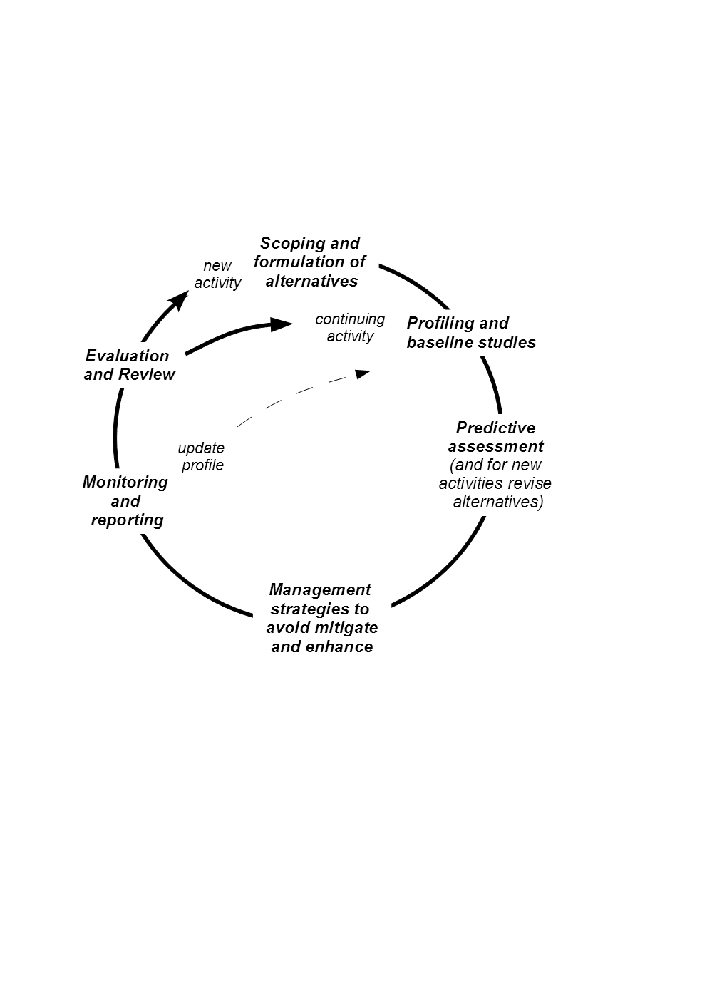 Scoping and
formulation of
alternatives
new
activity
continuing
activity
Profiling and
baseline studies
Evaluation
and Review
Predictive
assessment
(and for new
activities revise
alternatives)
update
profile
Monitoring
and
reporting
Management
strategies to
avoid mitigate
and enhance